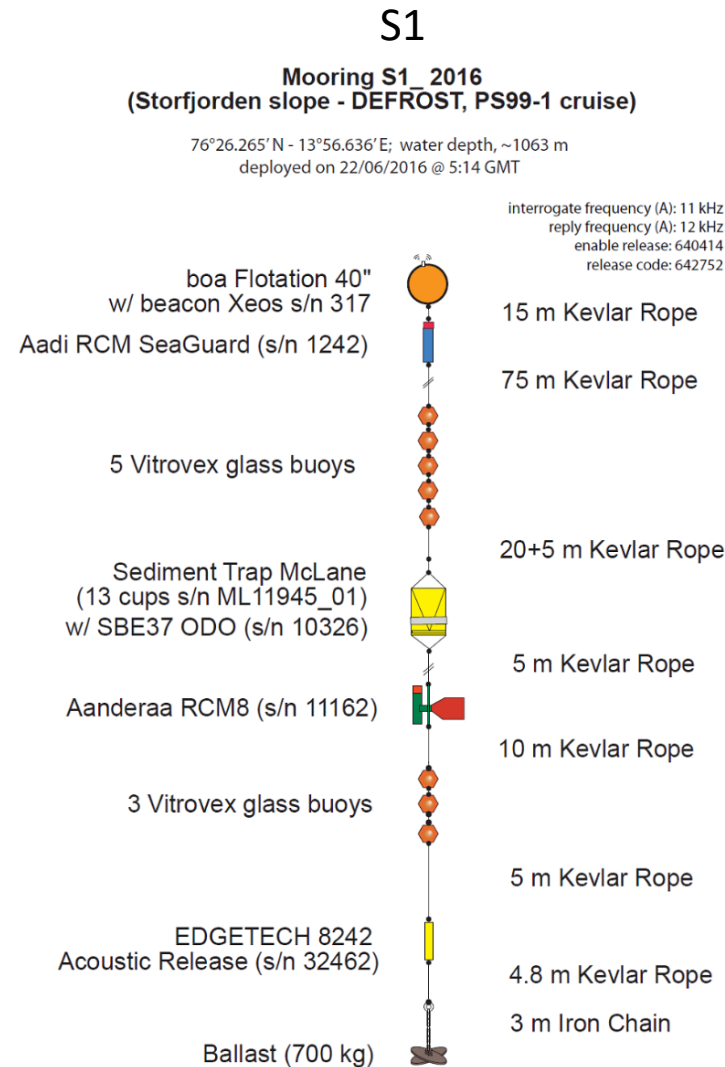 S1
Mooring S1_ 2016
(Storfjorden slope - DEFROST, PS99-1 cruise)
76°26.265′N - 13°56.636′E; water depth, ~1063 m
deployed on 22/06/2016 @ 5:14 GMT
interrogate frequency (A): 11 kHz
reply frequency (A): 12 kHz
enable release: 640414
release code: 642752
boa Flotation 40"
w/ beacon Xeos s/n 317
15 m Kevlar Rope
Aadi RCM SeaGuard (s/n 1242)
75 m Kevlar Rope
5 Vitrovex glass buoys
20+5 m Kevlar Rope
Sediment Trap McLane
(13 cups s/n ML11945_01)
w/ SBE37 ODO (s/n 10326)
5 m Kevlar Rope
Aanderaa RCM8 (s/n 11162)
10 m Kevlar Rope
3 Vitrovex glass buoys
5 m Kevlar Rope
EDGETECH 8242
Acoustic Release (s/n 32462)
4.8 m Kevlar Rope
3 m Iron Chain
Ballast (700 kg)